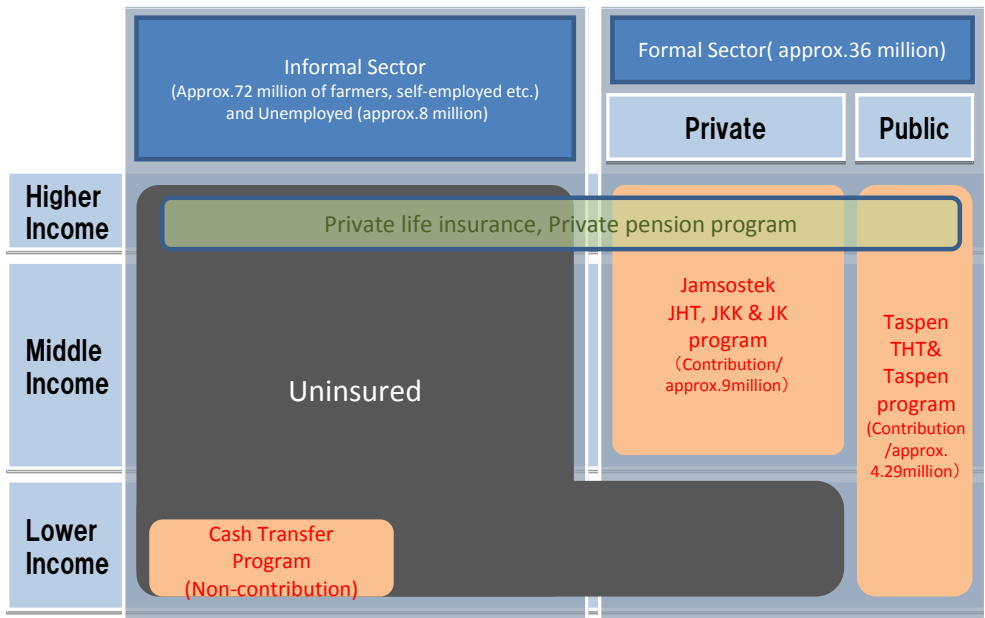 Informal Sector
(Approx.72 million of farmers, self-employed etc.)
and Unemployed (approx.8 million)
Formal Sector( approx.36 million)
Private
Public
Higher
Income
Private life insurance, Private pension program
Middle
Income
Uninsured
Jamsostek
JHT, JKK & JK
program
（Contribution/
approx.9million）
Taspen
THT&
Taspen
program
(Contribution
/approx.
4.29million）
Lower
Income
Cash Transfer
Program
(Non-contribution)